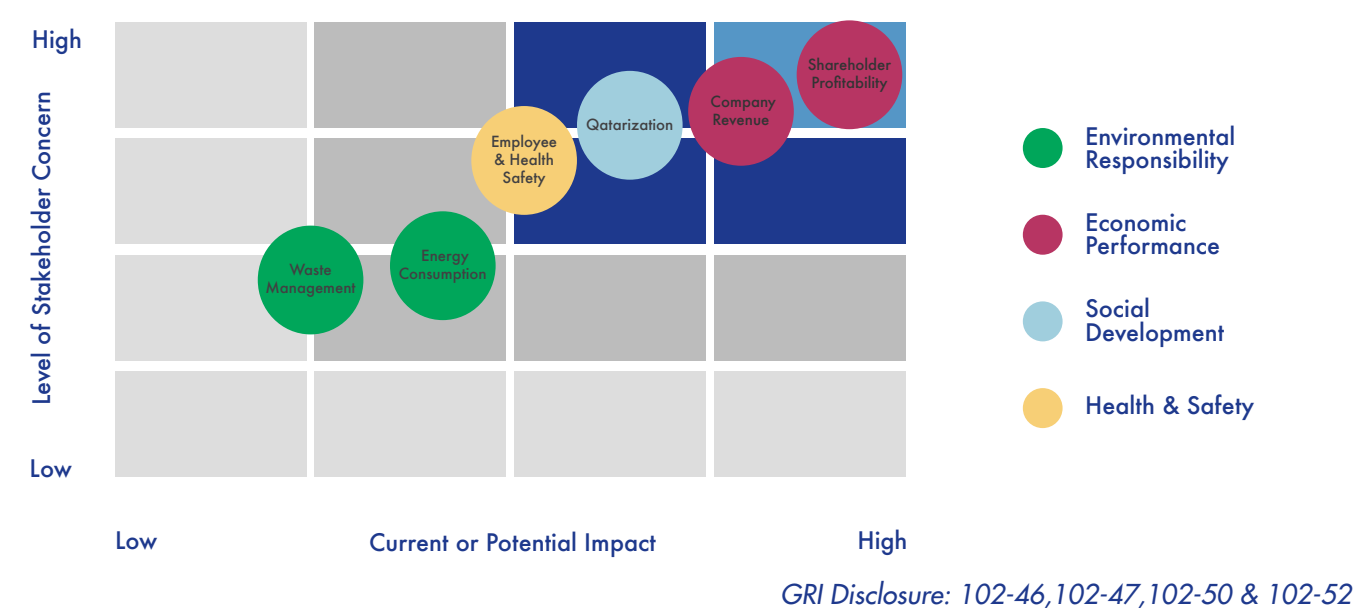 High
Level of Stakeholder Concern
Low
Shareholder
Profitability
Company
Revenue
Qatarization
Employee
& Health
Safety
Energy
Consumption
Waste
Management
Low
Current or Potential Impact
High
Environmental
Responsibility
Economic
Performance
Social
Development
Health & Safety
GRI Disclosure: 102-46,102-47,102-50 & 102-52